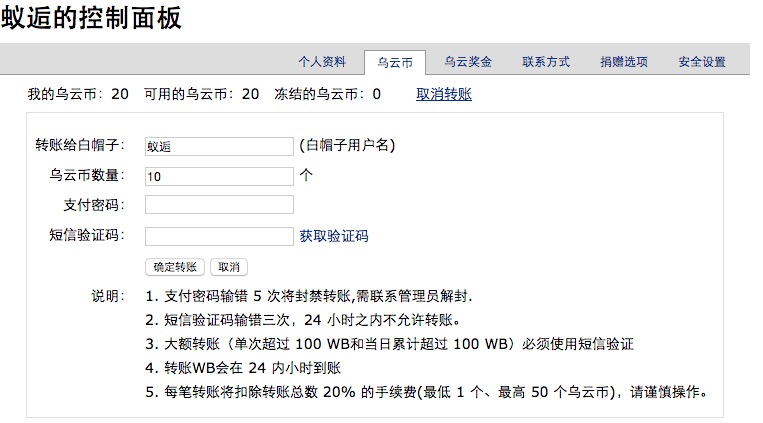 蚁逅的控制面板
个人资料 乌云币 乌云奖金 联系方式 捐赠选项 安全设置
我的乌云币：20 可用的乌云币：20 冻结的乌云币：0 取消转账
转账给白帽子： 蚁逅 (白帽子用户名)
乌云币数量： 10 个
支付密码：
短信验证码： 获取验证码
确定转账 取消
说明： 1. 支付密码输错 5 次将封禁转账,需联系管理员解封.
2. 短信验证码输错三次，24 小时之内不允许转账。
3. 大额转账（单次超过 100 WB和当日累计超过 100 WB）必须使用短信验证
4. 转账WB会在 24 内小时到账
5. 每笔转账将扣除转账总数 20% 的手续费(最低 1 个、最高 50 个乌云币)，请谨慎操作。